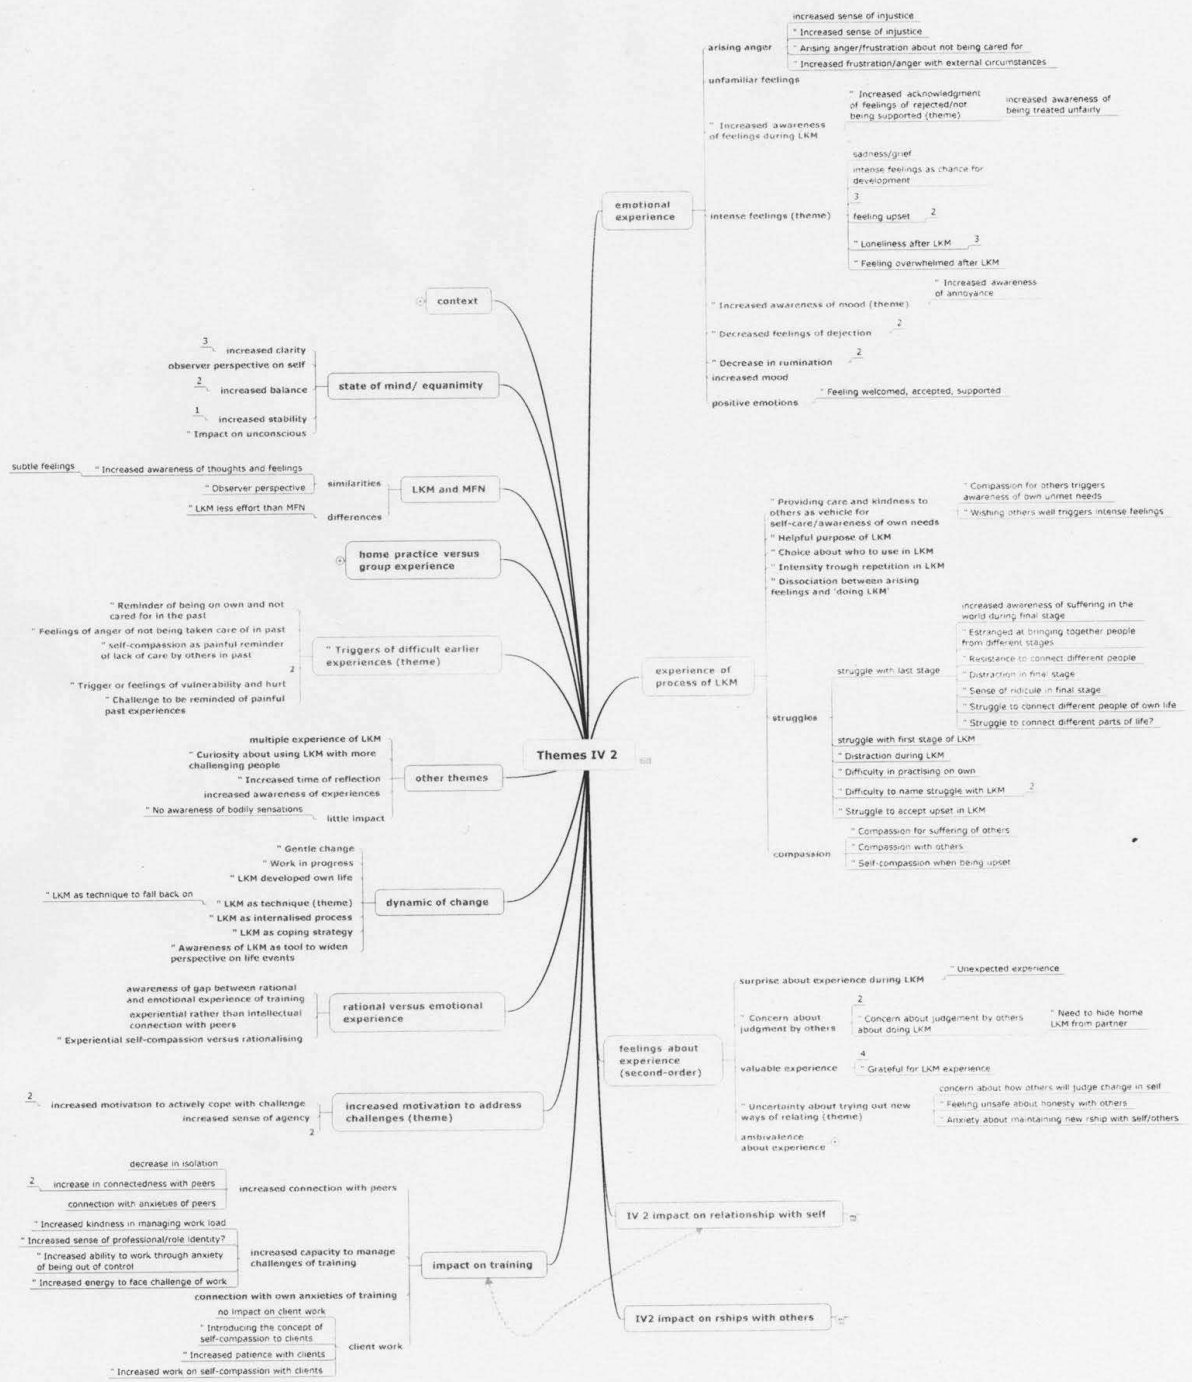 increased sense of injustice
" Increased sense of injustice
arising anger
" Arising anger/frustration about not being cared for
" Increased frustration/anger with external circumstances
unfamiliar feelings
" Increased acknowledgment
of feelings of rejected/not
being supported (theme)
increased awareness of
being treated unfairly
" Increased awareness
of feelings during LKM
sadness/grief
intense feelings as chance for
development
3
emotional
experience
intense feelings (theme)
feeling upset
2
" Loneliness after LKM
3
" Feeling overwhelmed after LKM
" Increased awareness
of annoyance
" Increased awareness of mood (theme)
" Decreased feelings of dejection
2
" Decrease in rumination
2
increased mood
" Feeling welcomed, accepted, supported
positive emotions
context
3
increased clarity
observer perspective on self
2
increased balance
state of mind/ equanimity
1
increased stability
" Impact on unconscious
subtle feelings
" Increased awareness of thoughts and feelings
similarities
" Observer perspective
LKM and MFN
" LKM less effort than MFN
differences
home practice versus
group experience
" Reminder of being on own and not
cared for in the past
" Feelings of anger of not being taken care of in past
" self-compassion as painful reminder
of lack of care by others in past
2
" Triggers of difficult earlier
experiences (theme)
" Trigger or feelings of vulnerability and hurt
" Challenge to be reminded of painful
past experiences
multiple experience of LKM
" Curiosity about using LKM with more
challenging people
" Increased time of reflection
other themes
increased awareness of experiences
" No awareness of bodily sensations
little impact
Themes IV 2
" Gentle change
" Work in progress
" LKM developed own life
" LKM as technique to fall back on
" LKM as technique (theme)
dynamic of change
" LKM as internalised process
" LKM as coping strategy
" Awareness of LKM as tool to widen
perspective on life events
awareness of gap between rational
and emotional experience of training
experiential rather than intellectual
connection with peers
rational versus emotional
experience
" Experiential self-compassion versus rationalising
2
increased motivation to actively cope with challenge
increased sense of agency
2
increased motivation to address
challenges (theme)
decrease in isolation
2
increase in connectedness with peers
increased connection with peers
connection with anxieties of peers
" Increased kindness in managing work load
" Increased sense of professional/role identity?
" Increased ability to work through anxiety
of being out of control
increased capacity to manage
challenges of training
" Increased energy to face challenge of work
impact on training
connection with own anxieties of training
no impact on client work
" Introducing the concept of
self-compassion to clients
client work
" Increased patience with clients
" Increased work on self-compassion with clients
" Providing care and kindness to
others as vehicle for
self-care/awareness of own needs
" Compassion for others triggers
awareness of own unmet needs
" Wishing others well triggers intense feelings
" Helpful purpose of LKM
" Choice about who to use in LKM
" Intensity trough repetition in LKM
" Dissociation between arising
feelings and 'doing LKM'
experience of
process of LKM
increased awareness of suffering in the
world during final stage
" Estranged at bringing together people
from different stages
" Resistance to connect different people
struggle with last stage
" Distraction in final stage
" Sense of ridicule in final stage
" Struggle to connect different people of own life
" Struggle to connect different parts of life?
struggles
struggle with first stage of LKM
" Distraction during LKM
" Difficulty in practising on own
" Difficulty to name struggle with LKM
2
" Struggle to accept upset in LKM
compassion
" Compassion for suffering of others
" Compassion with others
" Self-compassion when being upset
surprise about experience during LKM
" Unexpected experience
" Concern about
judgment by others
2
" Concern about judgement by others
about doing LKM
" Need to hide home
LKM from partner
feelings about
experience
(second-order)
valuable experience
4
" Grateful for LKM experience
" Uncertainty about trying out new
ways of relating (theme)
concern about how others will judge change in self
" Feeling unsafe about honesty with others
" Anxiety about maintaining new rship with self/others
ambivalence
about experience
IV 2 impact on relationship with self
IV2 impact on rships with others